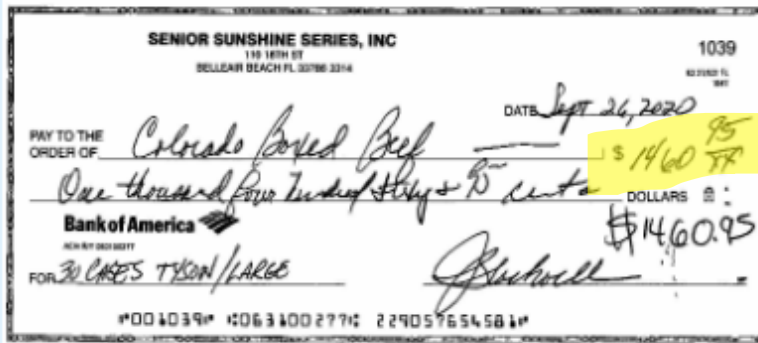 SENIOR SUNSHINE SERIES, INC
110 16TH ST
BELLEAIR BEACH FL 33786 3314
1039
DATE Sept 26, 2020
PAY TO THE
ORDER OF Colorado Boxed Beef
$ 1460 95
One thousand four hundred sixty & 95 cents DOLLARS
$1460.95
Bank of America
FOR 30 CASES TYSON/LARGE
⑈001039⑈ ⑆063100277⑆ 229057654581⑈